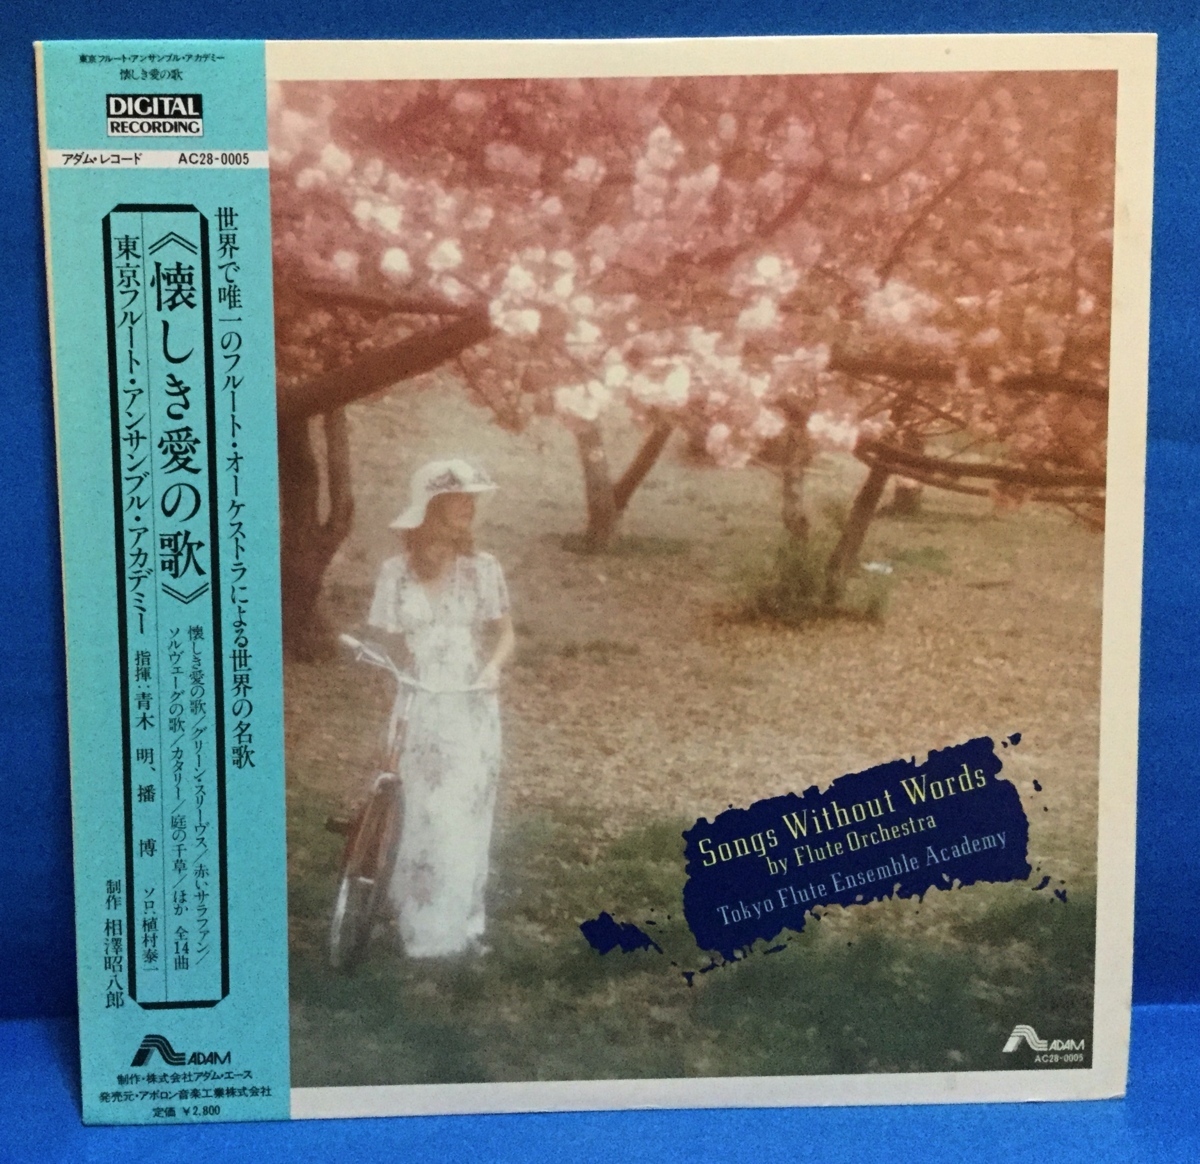 東京フルート・アンサンブル・アカデミー
懐しき愛の歌
DIGITAL
RECORDING
アダム・レコード AC28-0005
世界で唯一のフルート・オーケストラによる世界の名歌
《懐しき愛の歌》
東京フルート・アンサンブル・アカデミー
懐しき愛の歌/グリーン・スリーヴス/赤いサラファン/
ソルヴェーグの歌/カタリー/庭の千草/ほか 全14曲
指揮:青木 明、播 博 ソロ:植村泰一
制作 相澤昭八郎
ADAM
制作・株式会社アダム・エース
発売元・アポロン音楽工業株式会社
定価 ¥2,800
Songs Without Words
by Flute Orchestra
Tokyo Flute Ensemble Academy
ADAM
AC28-0005